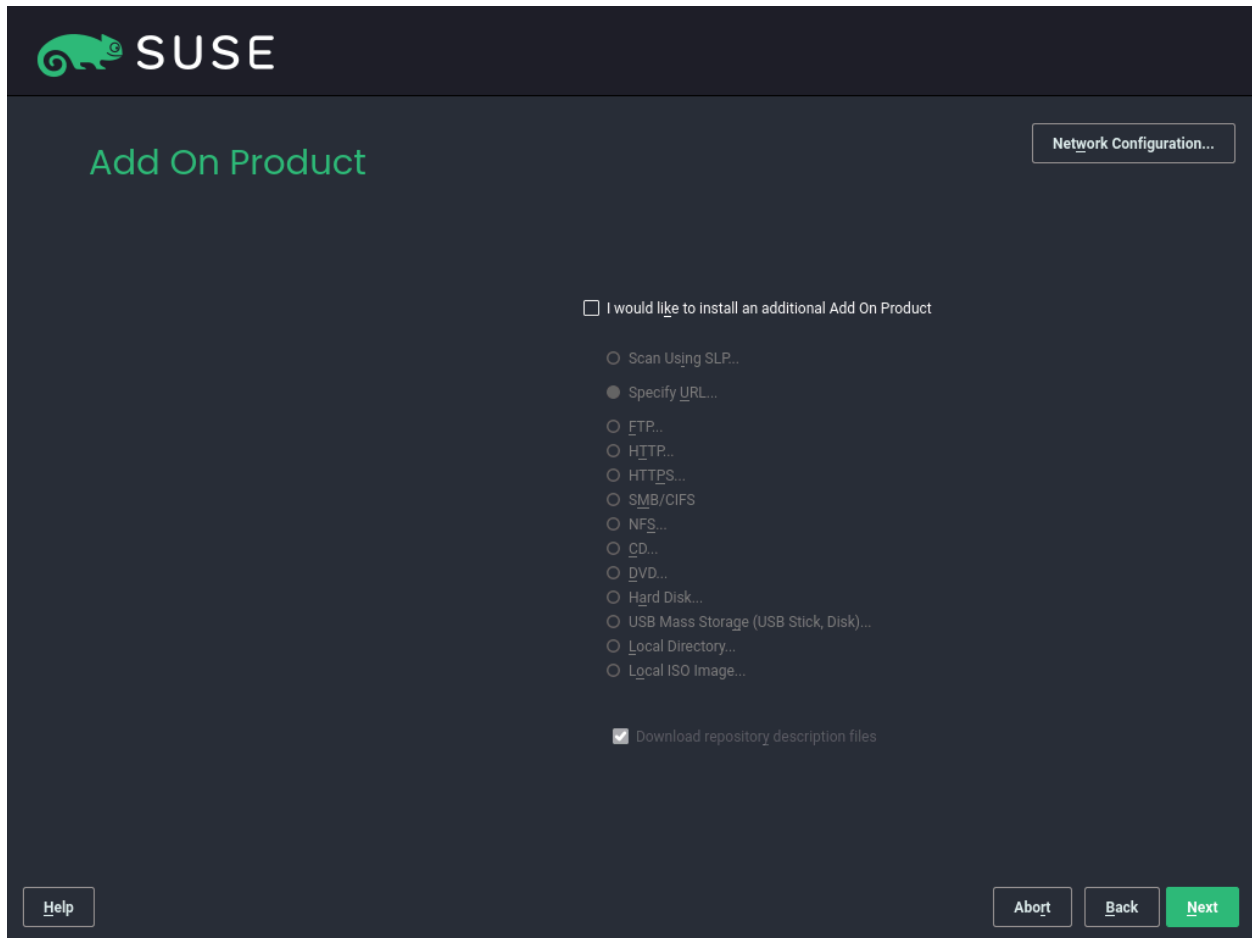 SUSE
Add On Product
Network Configuration...
I would like to install an additional Add On Product
Scan Using SLP...
Specify URL...
FTP...
HTTP...
HTTPS...
SMB/CIFS
NFS...
CD...
DVD...
Hard Disk...
USB Mass Storage (USB Stick, Disk)...
Local Directory...
Local ISO Image...
Download repository description files
Help
Abort
Back
Next